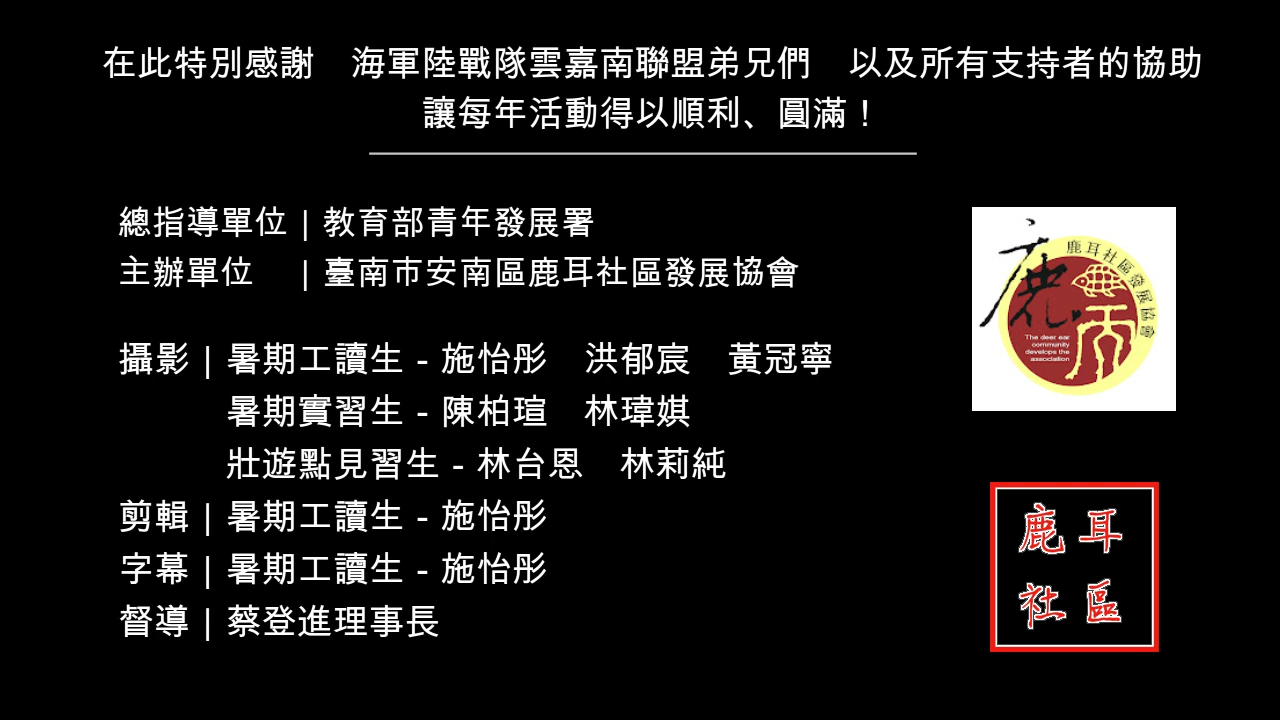 在此特別感謝　海軍陸戰隊雲嘉南聯盟弟兄們　以及所有支持者的協助
讓每年活動得以順利、圓滿！
總指導單位 | 教育部青年發展署
主辦單位　 | 臺南市安南區鹿耳社區發展協會
攝影 | 暑期工讀生 - 施怡彤　洪郁宸　黃冠寧
暑期實習生 - 陳柏瑄　林瑋娸
壯遊點見習生 - 林台恩　林莉純
剪輯 | 暑期工讀生 - 施怡彤
字幕 | 暑期工讀生 - 施怡彤
督導 | 蔡登進理事長
鹿耳社區發展協會
鹿
耳
The deer ear
community
develops the
association
鹿耳
社區